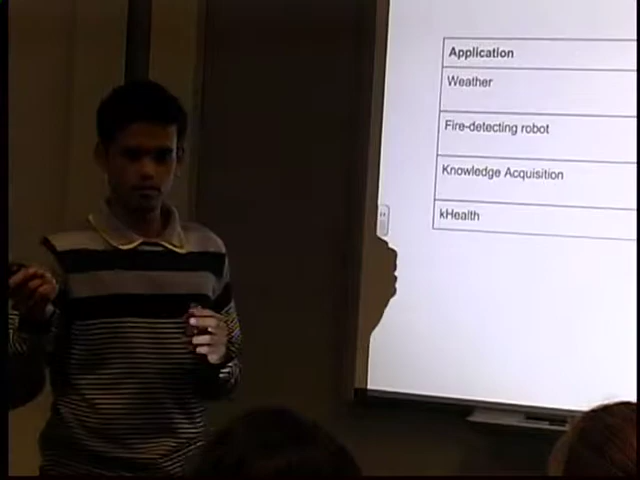 Application
Weather
Fire-detecting robot
Knowledge Acquisition
kHealth